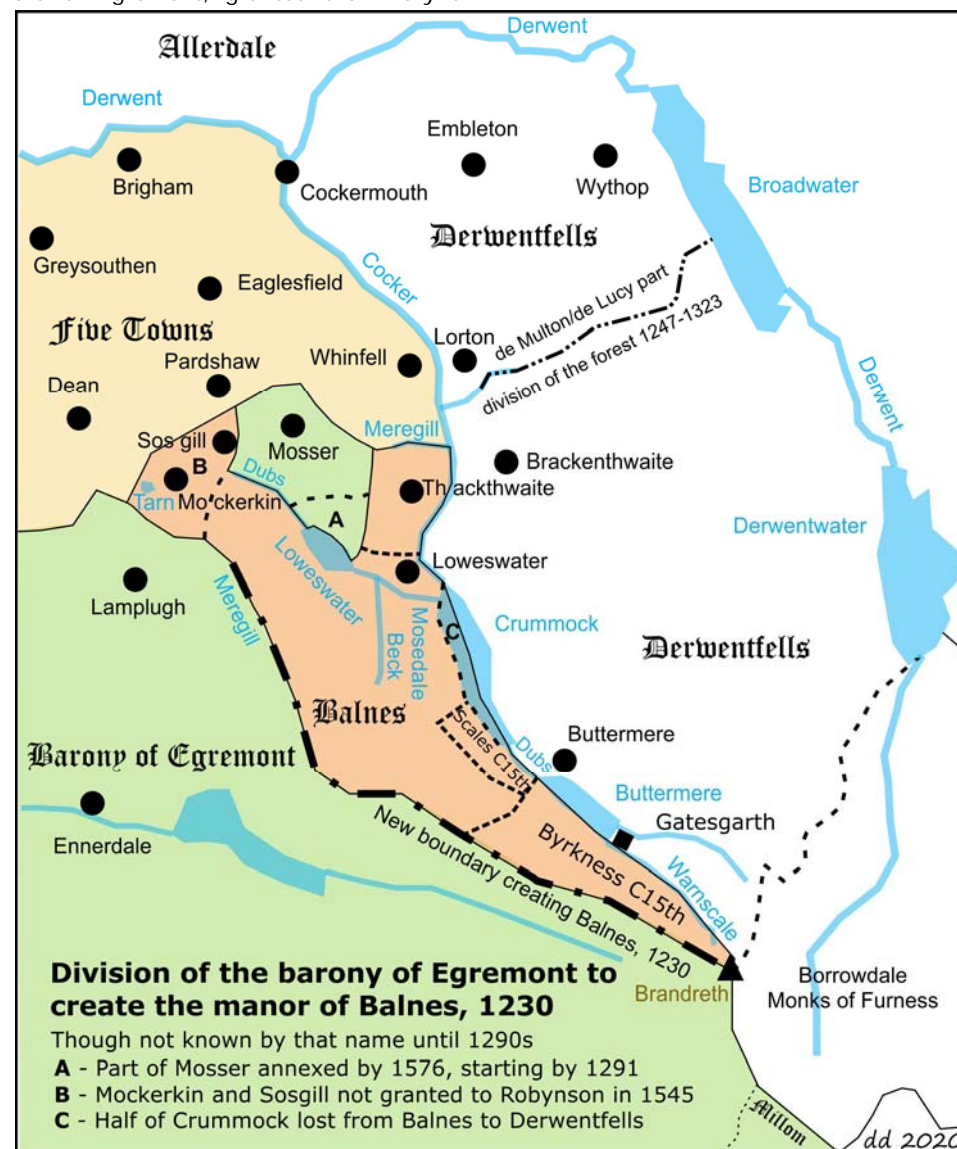 Allerdale
Derwent
Derwent
Embleton
Brigham
Cockermouth
Wythop
Broadwater
Derwentfells
Greysouthen
Eaglesfield
Cocker
Five Towns
de Multon/de Lucy part
division of the forest 1247-1323
Lorton
Whinfell
Pardshaw
Dean
Derwent
Meregill
Sosgill
Mosser
Brackenthwaite
B
Dubs
Thackthwaite
Tarn
Mockerkin
A
Derwentwater
Loweswater
Loweswater
Lamplugh
Meregill
Mosedale
Beck
C
Crummock
Derwentfells
Balnes
Scales C15th
Barony of Egremont
Dubs
Buttermere
Buttermere
Gatesgarth
Ennerdale
New boundary creating Balnes, 1230
Byrkness C15th
Warnscale
Brandreth
Borrowdale
Monks of Furness
Division of the barony of Egremont to
create the manor of Balnes, 1230
Though not known by that name until 1290s
A - Part of Mosser annexed by 1576, starting by 1291
B - Mockerkin and Sosgill not granted to Robynson in 1545
C - Half of Crummock lost from Balnes to Derwentfells
Millom
dd 2020